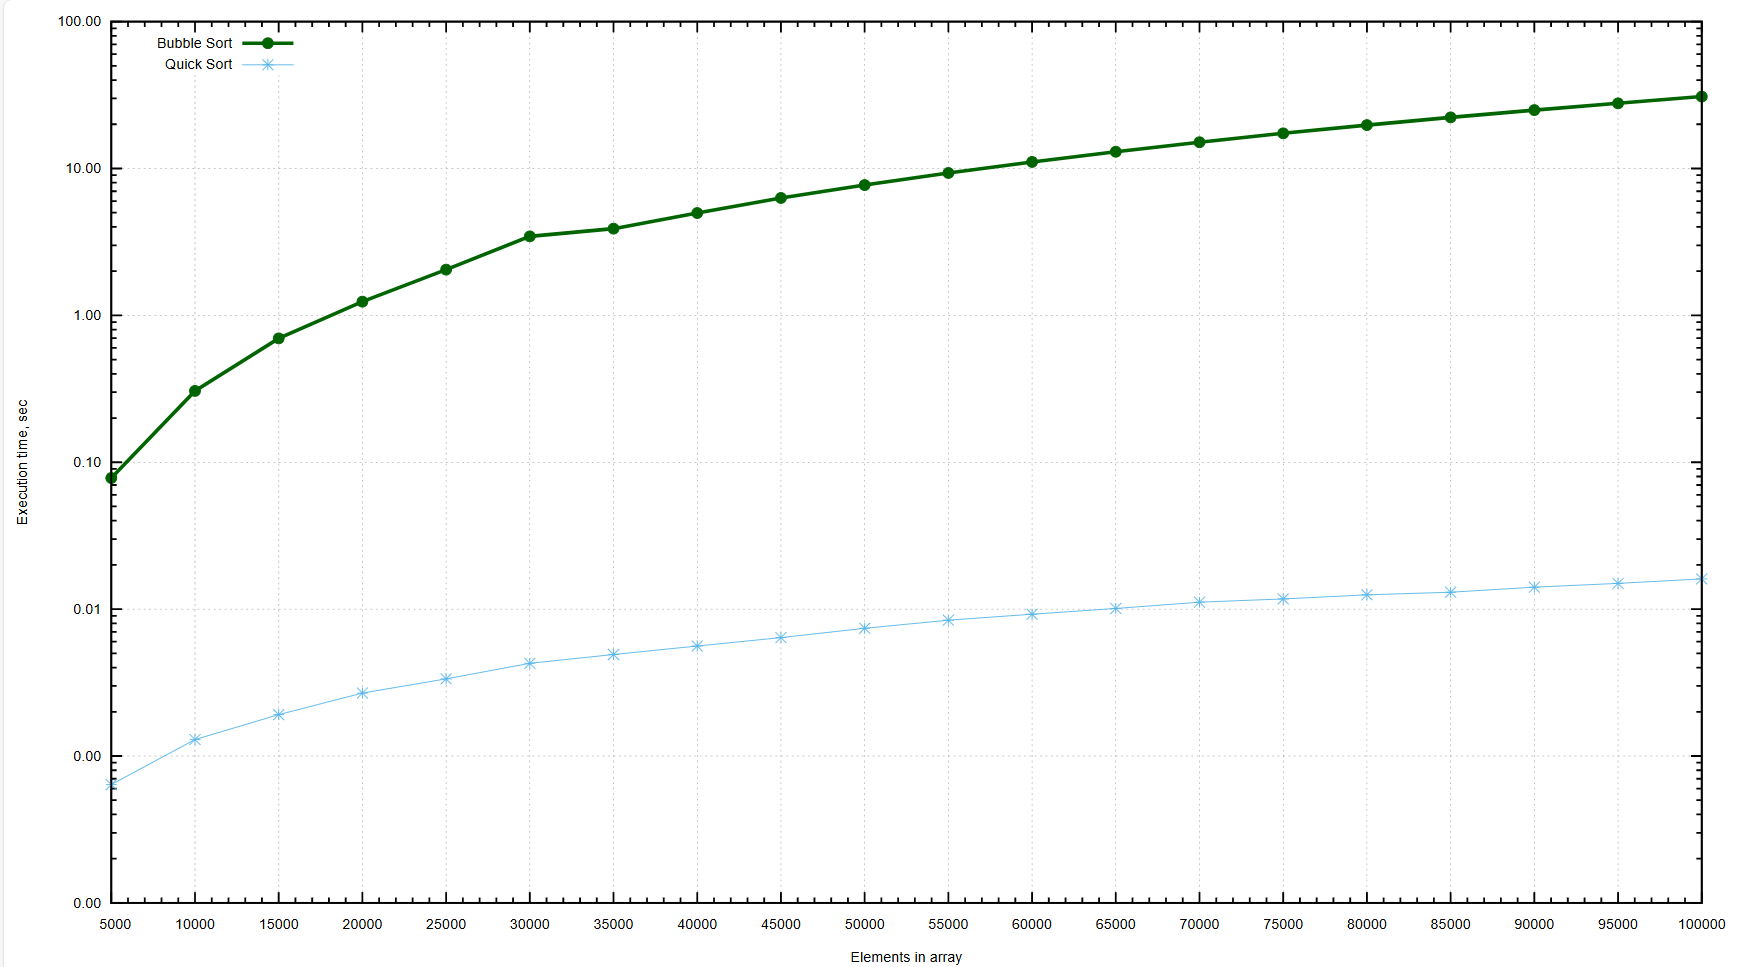 100.00
Bubble Sort
Quick Sort
10.00
1.00
0.10
0.01
0.00
0.00
Execution time, sec
5000 10000 15000 20000 25000 30000 35000 40000 45000 50000 55000 60000 65000 70000 75000 80000 85000 90000 95000 100000
Elements in array